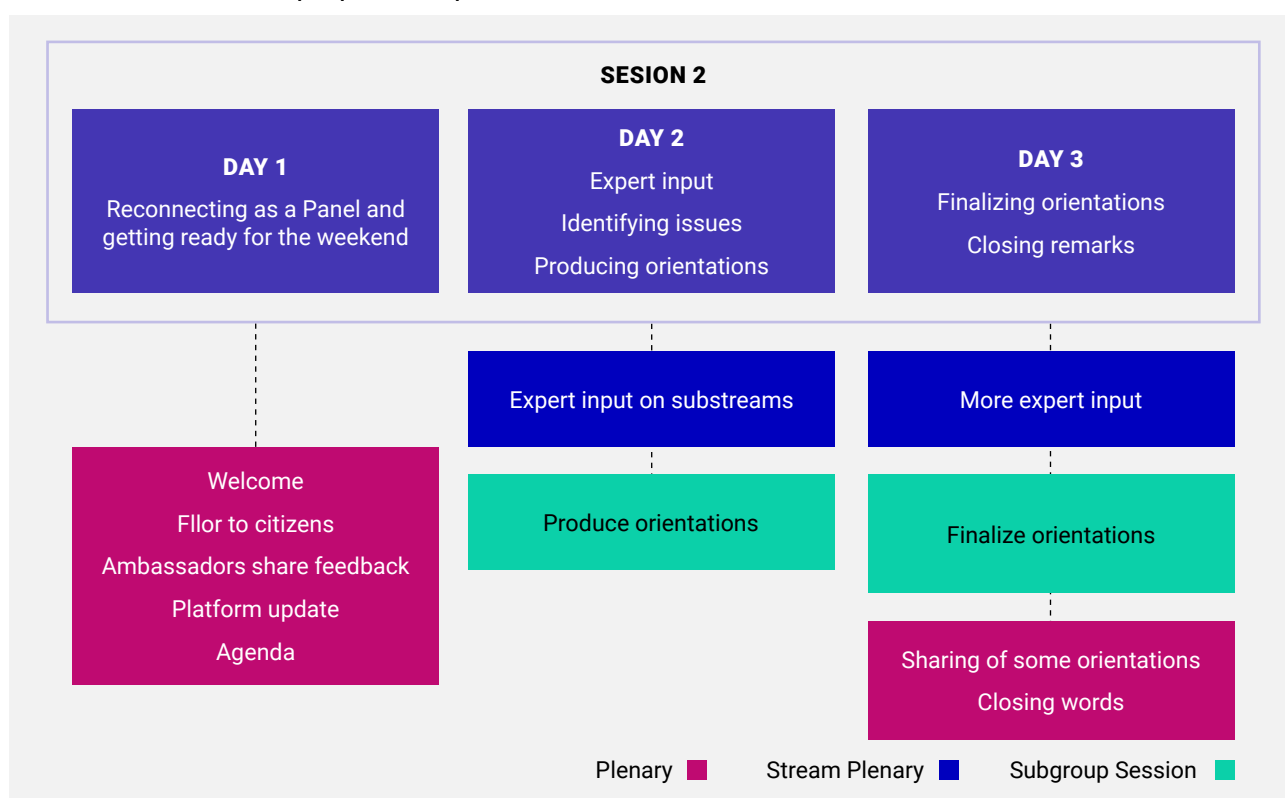 SESION 2
DAY 1
Reconnecting as a Panel and
getting ready for the weekend
DAY 2
Expert input
Identifying issues
Producing orientations
DAY 3
Finalizing orientations
Closing remarks
Expert input on substreams
More expert input
Welcome
Fllor to citizens
Ambassadors share feedback
Platform update
Agenda
Produce orientations
Finalize orientations
Sharing of some orientations
Closing words
Plenary
Stream Plenary
Subgroup Session